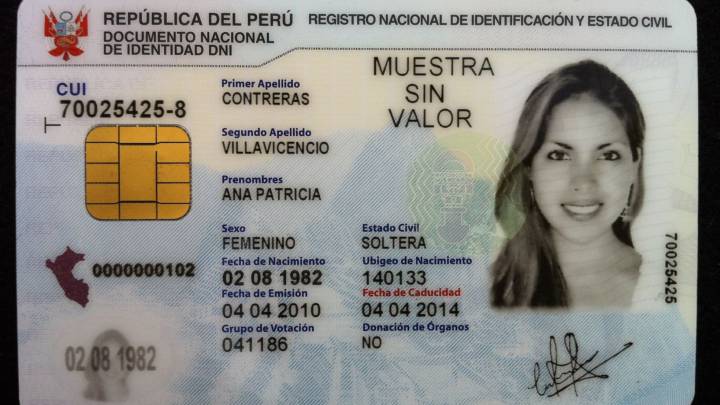 REPÚBLICA DEL PERÚ REGISTRO NACIONAL DE IDENTIFICACIÓN Y ESTADO CIVIL
DOCUMENTO NACIONAL
DE IDENTIDAD DNI
CUI
70025425-8
Primer Apellido
CONTRERAS
Segundo Apellido
VILLAVICENCIO
Prenombres
ANA PATRICIA
MUESTRA
SIN
VALOR
Sexo Estado Civil
FEMENINO SOLTERA
Fecha de Nacimiento Ubigeo de Nacimiento
02 08 1982 140133
Fecha de Emisión Fecha de Caducidad
04 04 2010 04 04 2014
Grupo de Votación Donación de Órganos
041186 NO
0000000102
02 08 1982
70025425